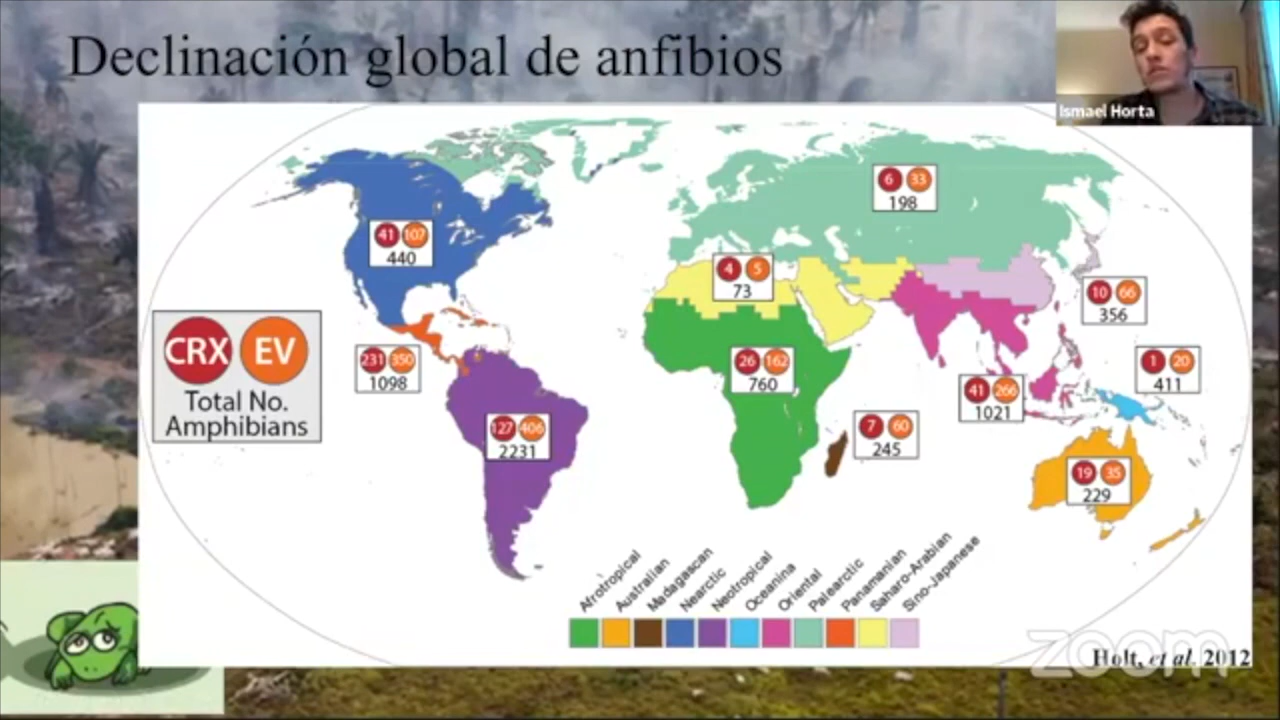 Declinación global de anfibios
Ismael Horta
6 33
198
41 107
440
4 5
73
10 66
356
CRX EV
Total No.
Amphibians
231 350
1098
26 162
760
1 20
411
41 266
1021
127 406
2231
7 60
245
19 35
229
Afrotropical
Australian
Madagascan
Nearctic
Neotropical
Oceanina
Oriental
Palearctic
Panamanian
Saharo-Arabian
Sino-Japanese
zoom
Holt, et al. 2012